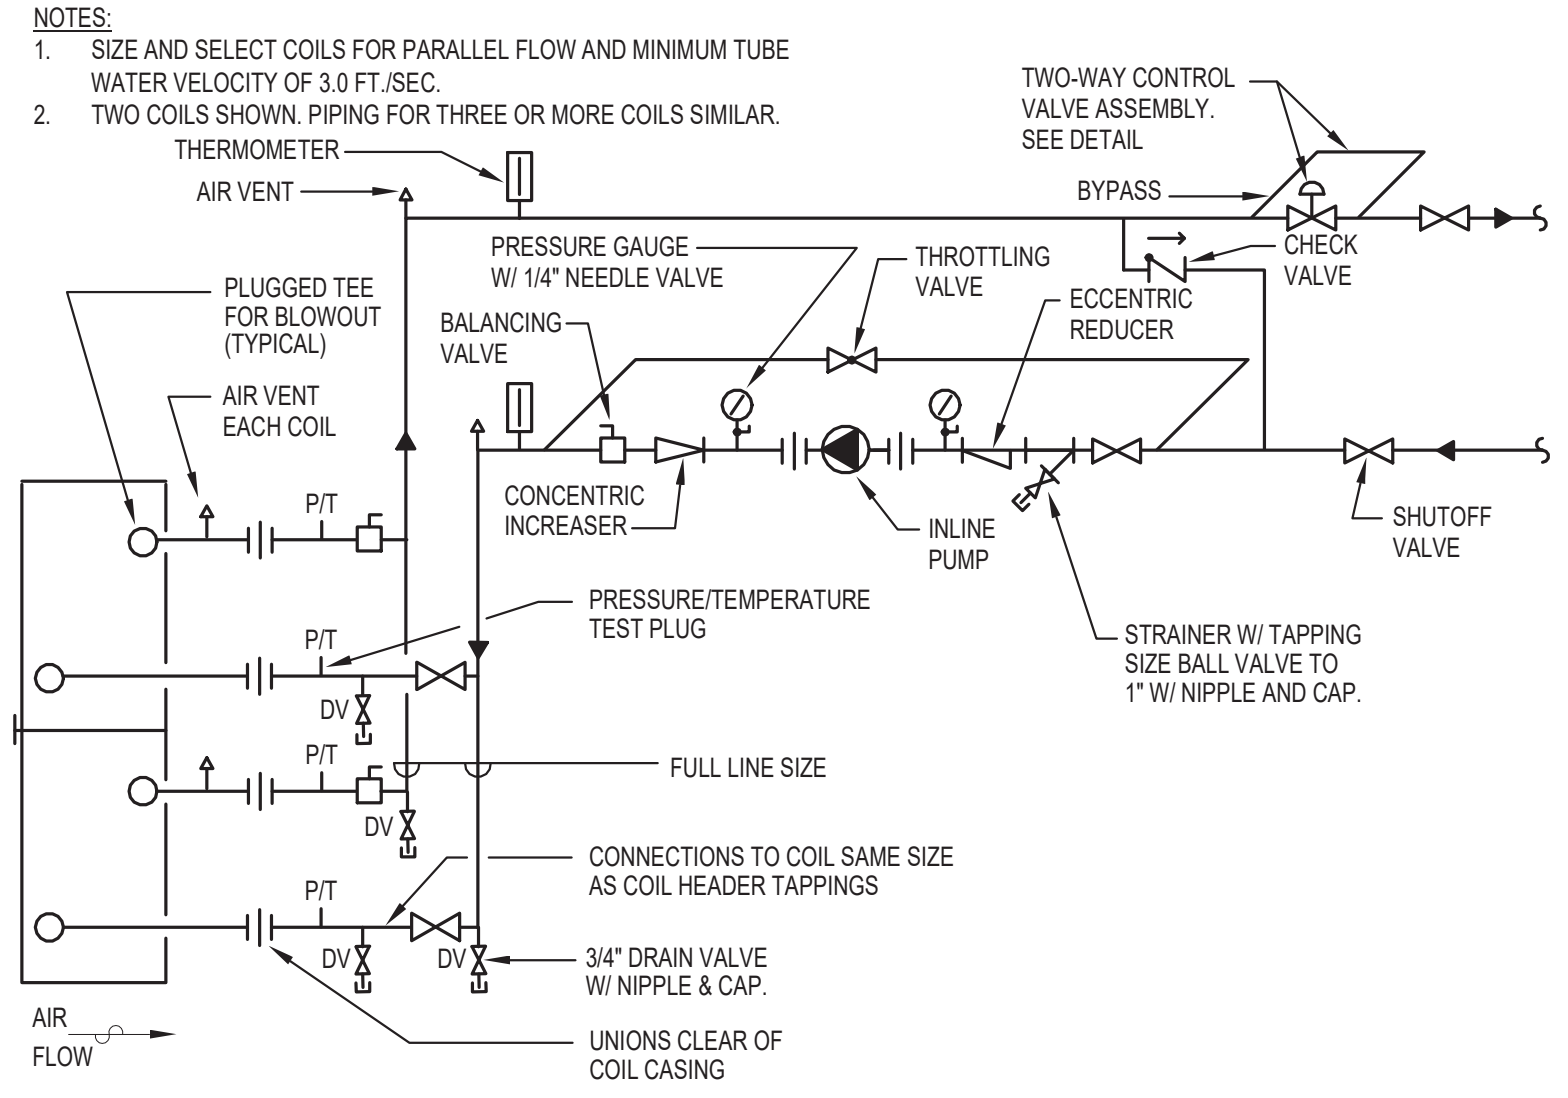 NOTES:
1. SIZE AND SELECT COILS FOR PARALLEL FLOW AND MINIMUM TUBE
WATER VELOCITY OF 3.0 FT./SEC.
2. TWO COILS SHOWN. PIPING FOR THREE OR MORE COILS SIMILAR.
THERMOMETER
AIR VENT
TWO-WAY CONTROL
VALVE ASSEMBLY.
SEE DETAIL
BYPASS
PRESSURE GAUGE
W/ 1/4" NEEDLE VALVE
THROTTLING
VALVE
CHECK
VALVE
ECCENTRIC
REDUCER
PLUGGED TEE
FOR BLOWOUT
(TYPICAL)
BALANCING
VALVE
AIR VENT
EACH COIL
P/T
CONCENTRIC
INCREASER
INLINE
PUMP
SHUTOFF
VALVE
PRESSURE/TEMPERATURE
TEST PLUG
P/T
STRAINER W/ TAPPING
SIZE BALL VALVE TO
1" W/ NIPPLE AND CAP.
DV
P/T
FULL LINE SIZE
DV
CONNECTIONS TO COIL SAME SIZE
AS COIL HEADER TAPPINGS
P/T
DV
DV
3/4" DRAIN VALVE
W/ NIPPLE & CAP.
AIR
FLOW
UNIONS CLEAR OF
COIL CASING